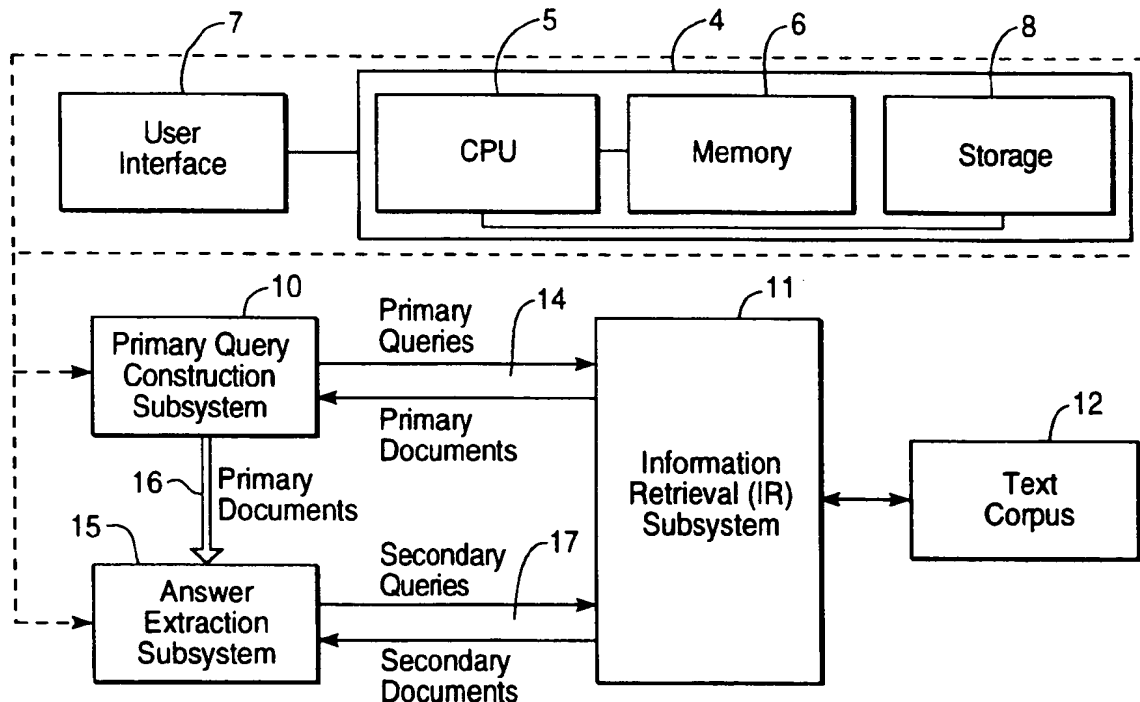 7
5
4
6
8
User
Interface
CPU
Memory
Storage
10
14
11
Primary
Queries
Primary Query
Construction
Subsystem
Primary
Documents
12
16
Primary
Documents
Information
Retrieval (IR)
Subsystem
Text
Corpus
15
17
Secondary
Queries
Answer
Extraction
Subsystem
Secondary
Documents